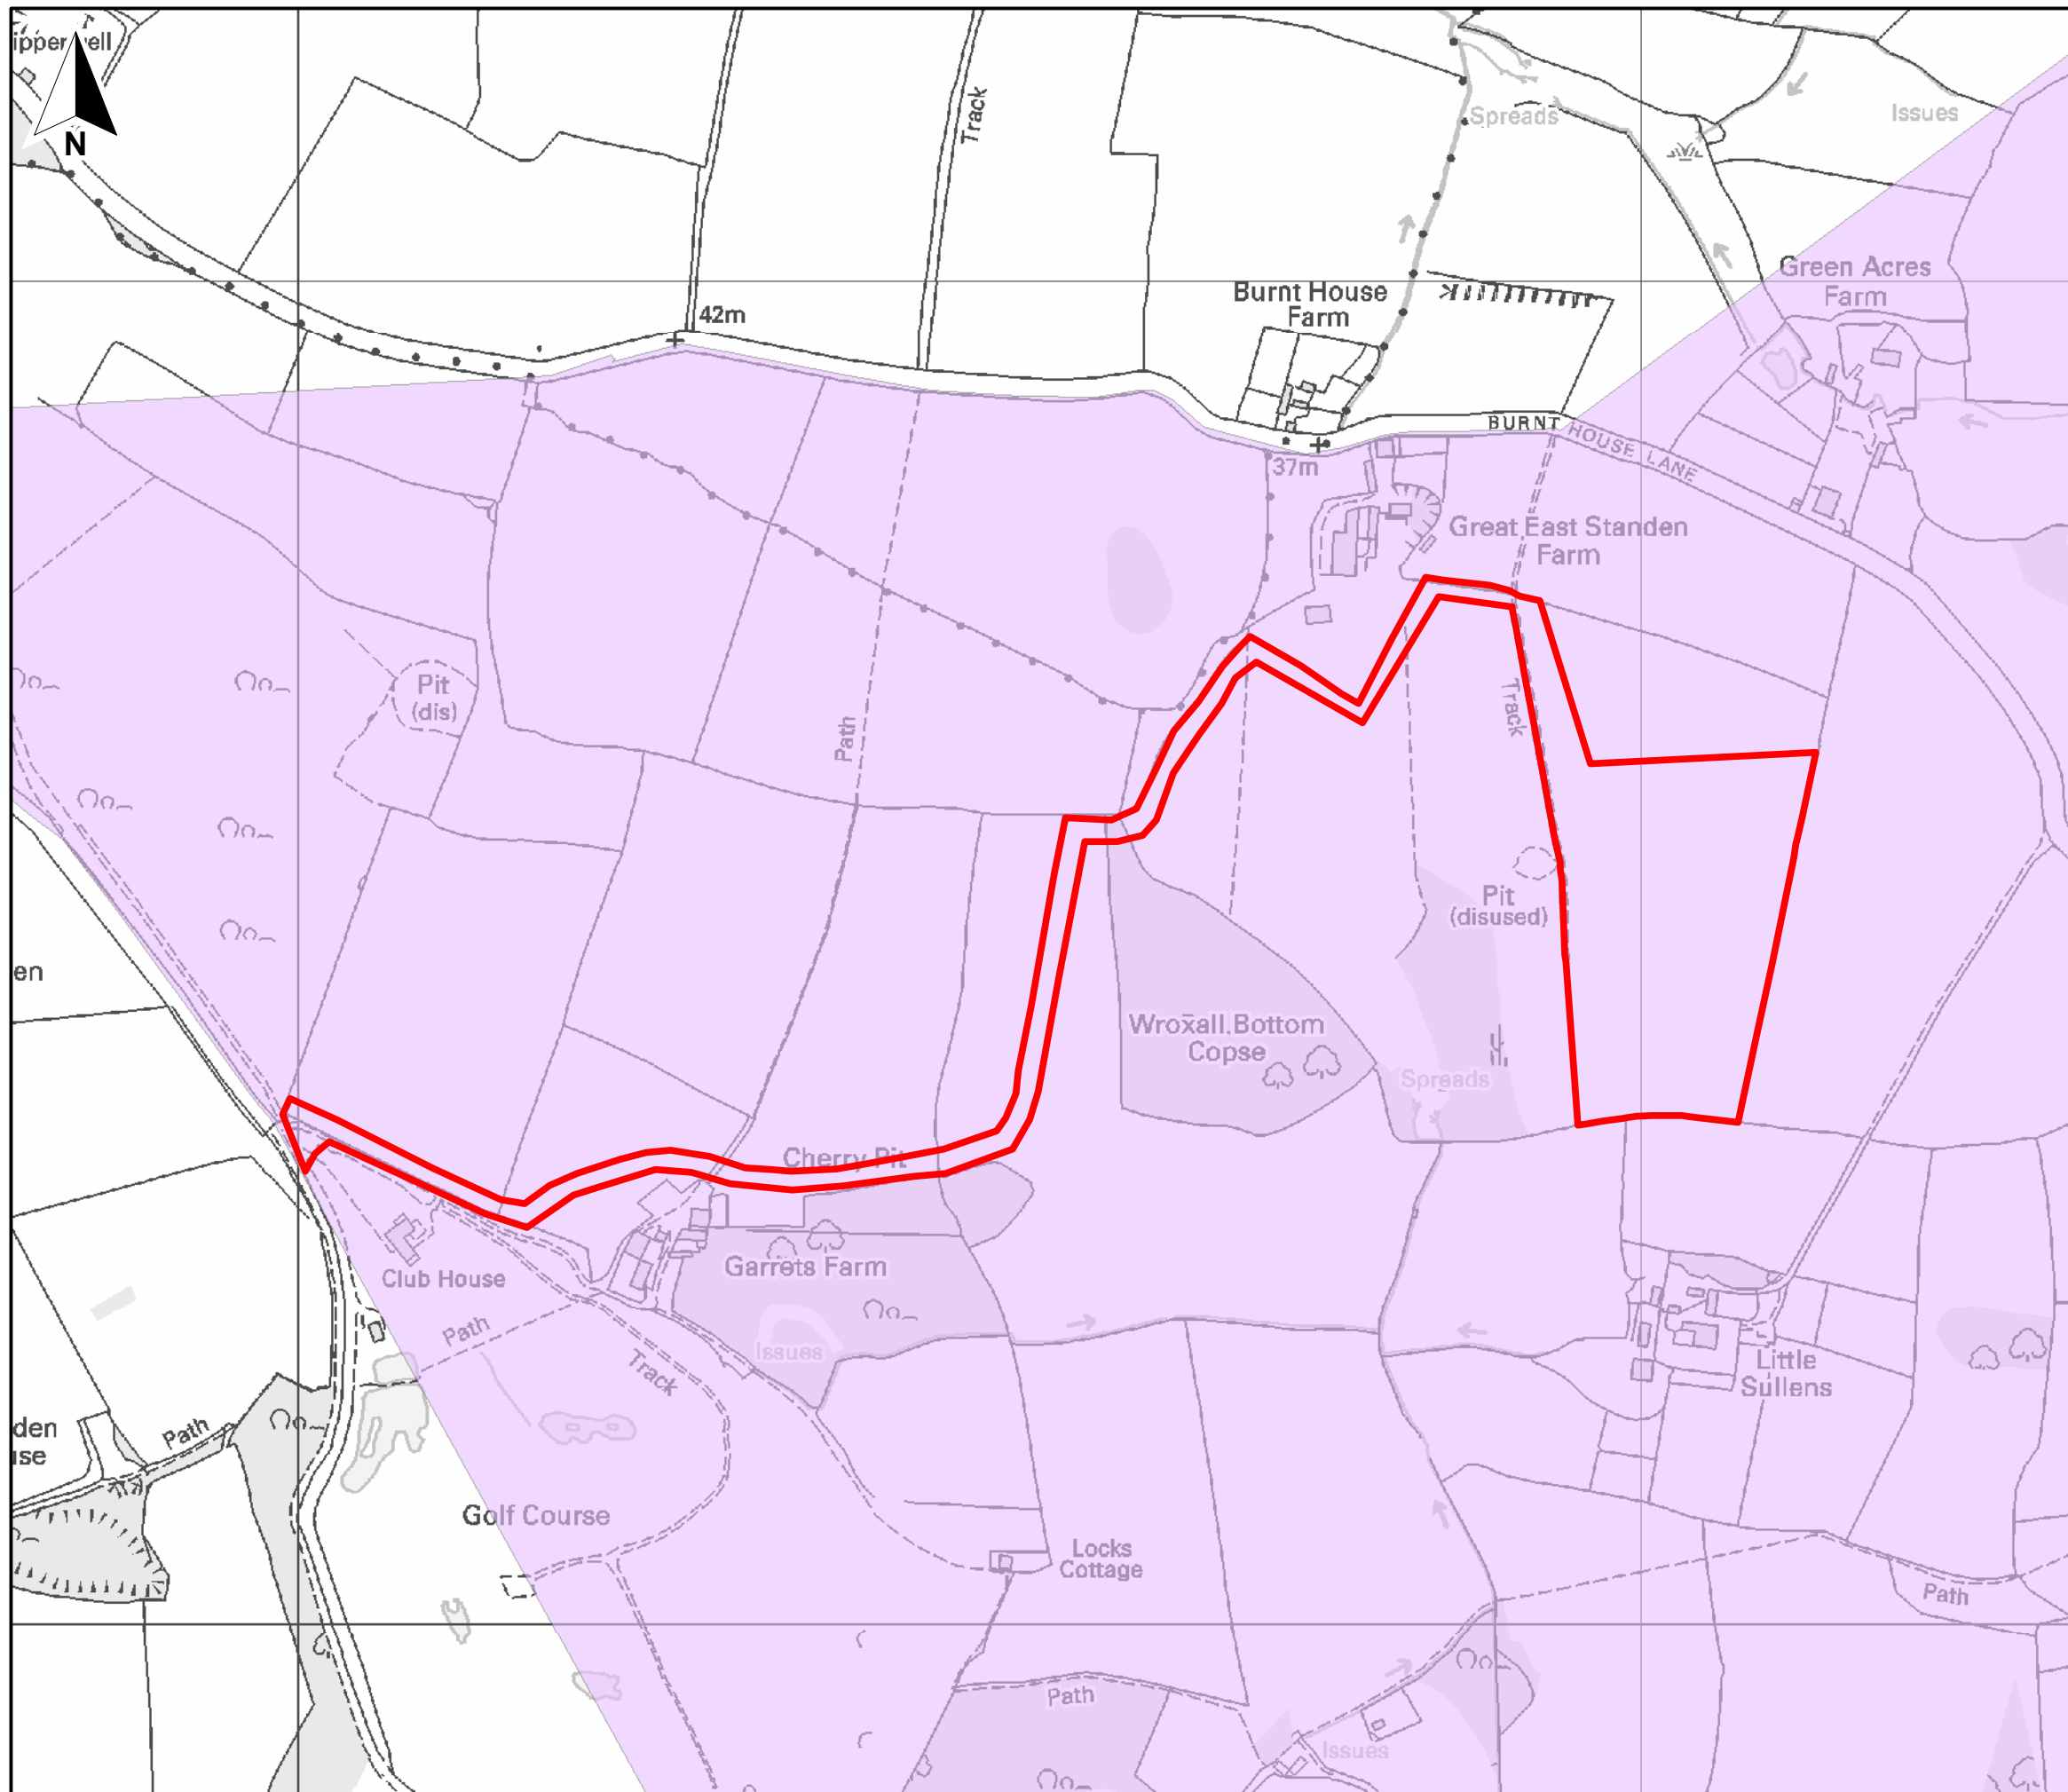 ipperwell
N
Track
Spreads
Issues
Green Acres
Farm
42m
Burnt House
Farm
BURNT HOUSE LANE
37m
Great East Standen
Farm
Pit
(dis)
Path
Track
Pit
(disused)
en
Wroxall Bottom
Copse
Spreads
Cherry Pit
Club House
Garrets Farm
Path
Issues
Track
Little
Sullens
den
use
Path
Golf Course
Locks
Cottage
Path
Path
Issues